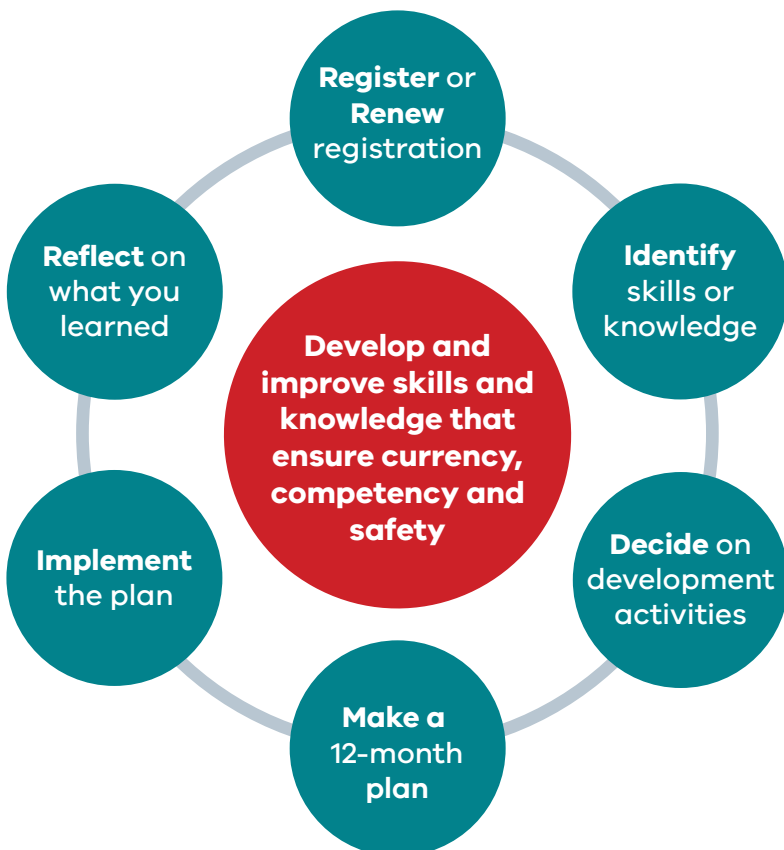 Register or
Renew
registration
Identify
skills or
knowledge
Decide on
development
activities
Make a
12-month
plan
Implement
the plan
Reflect on
what you
learned
Develop and
improve skills and
knowledge that
ensure currency,
competency and
safety